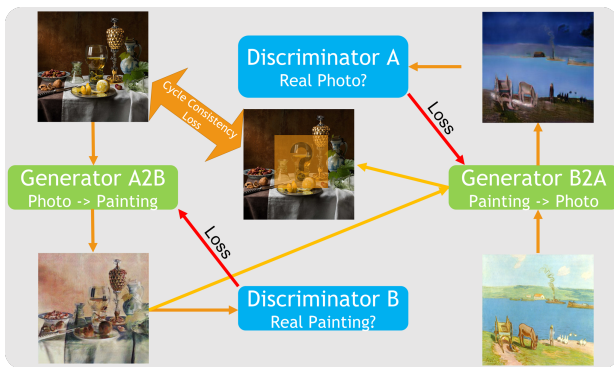 Discriminator A
Real Photo?
Cycle Consistency
Loss
Loss
Generator A2B
Photo -> Painting
?
Generator B2A
Painting -> Photo
Loss
Discriminator B
Real Painting?